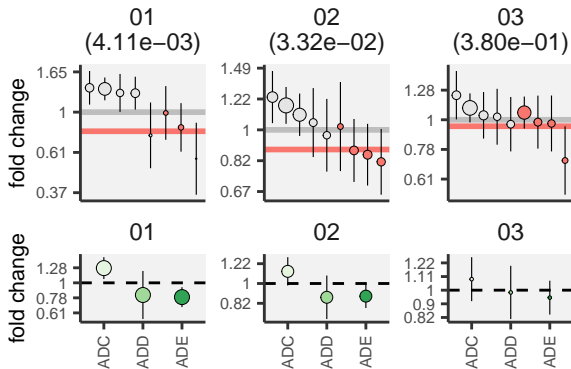 01
(4.11e−03)
02
(3.32e−02)
03
(3.80e−01)
fold change
1.65
1
0.61
0.37
1.49
1.22
1
0.82
0.67
1.28
1
0.78
0.61
01
02
03
fold change
1.28
1
0.78
0.61
1.22
1
0.82
1.22
1.11
1
0.9
0.82
ADC
ADD
ADE
ADC
ADD
ADE
ADC
ADD
ADE